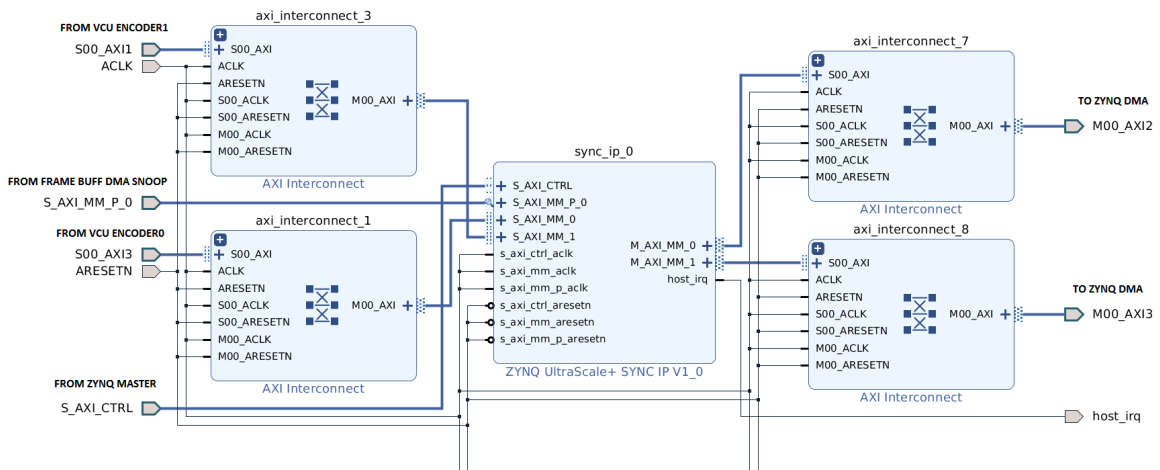 axi_interconnect_3
FROM VCU ENCODER1
S00_AXI1
ACLK
S00_AXI
ACLK
ARESETN
S00_ACLK
S00_ARESETN
M00_ACLK
M00_ARESETN
M00_AXI
AXI Interconnect
FROM FRAME BUFF DMA SNOOP
S_AXI_MM_P_0
axi_interconnect_1
FROM VCU ENCODER0
S00_AXI3
ARESETN
S00_AXI
ACLK
ARESETN
S00_ACLK
S00_ARESETN
M00_ACLK
M00_ARESETN
M00_AXI
AXI Interconnect
FROM ZYNQ MASTER
S_AXI_CTRL
sync_ip_0
S_AXI_CTRL
S_AXI_MM_P_0
S_AXI_MM_0
S_AXI_MM_1
s_axi_ctrl_aclk
s_axi_mm_aclk
s_axi_mm_p_aclk
s_axi_ctrl_aresetn
s_axi_mm_aresetn
s_axi_mm_p_aresetn
M_AXI_MM_0
M_AXI_MM_1
host_irq
ZYNQ UltraScale+ SYNC IP V1_0
axi_interconnect_7
S00_AXI
ACLK
ARESETN
S00_ACLK
S00_ARESETN
M00_ACLK
M00_ARESETN
M00_AXI
AXI Interconnect
TO ZYNQ DMA
M00_AXI2
axi_interconnect_8
S00_AXI
ACLK
ARESETN
S00_ACLK
S00_ARESETN
M00_ACLK
M00_ARESETN
M00_AXI
AXI Interconnect
TO ZYNQ DMA
M00_AXI3
host_irq